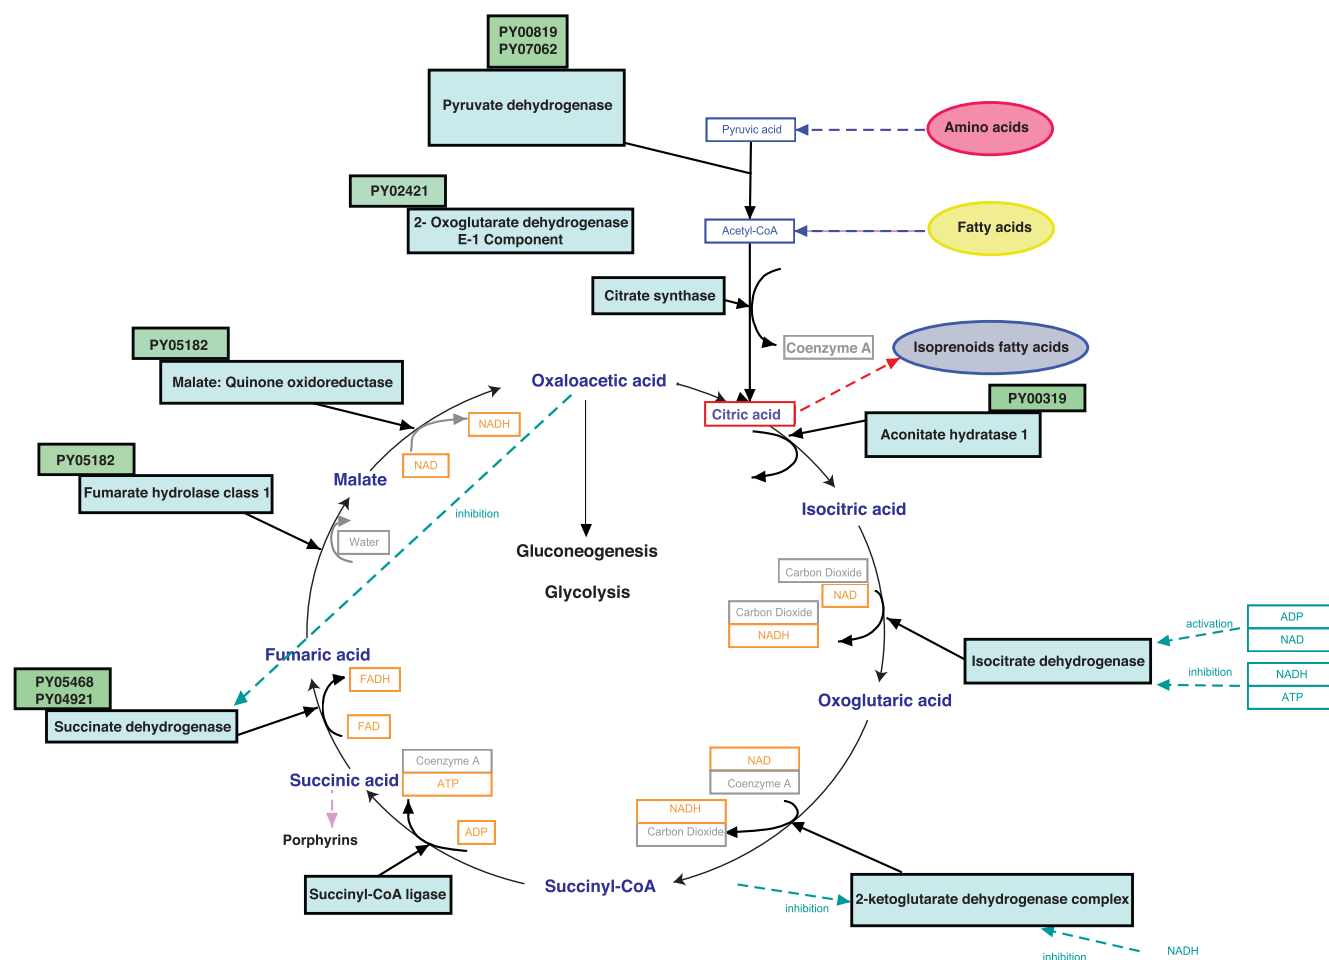 PY00819
PY07062
Pyruvate dehydrogenase
Pyruvic acid
Amino acids
PY02421
2- Oxoglutarate dehydrogenase
E-1 Component
Acetyl-CoA
Fatty acids
Citrate synthase
Coenzyme A
Isoprenoids fatty acids
PY05182
Malate: Quinone oxidoreductase
Oxaloacetic acid
Citric acid
PY00319
Aconitate hydratase 1
NADH
NAD
PY05182
Fumarate hydrolase class 1
Malate
inhibition
Isocitric acid
Water
Gluconeogenesis
Glycolysis
Carbon Dioxide
NAD
Carbon Dioxide
NADH
activation
ADP
NAD
Isocitrate dehydrogenase
inhibition
NADH
ATP
Fumaric acid
PY05468
PY04921
Succinate dehydrogenase
FADH
FAD
Oxoglutaric acid
Succinic acid
Coenzyme A
ATP
ADP
Porphyrins
NAD
Coenzyme A
NADH
Carbon Dioxide
Succinyl-CoA ligase
Succinyl-CoA
inhibition
2-ketoglutarate dehydrogenase complex
NADH
inhibition